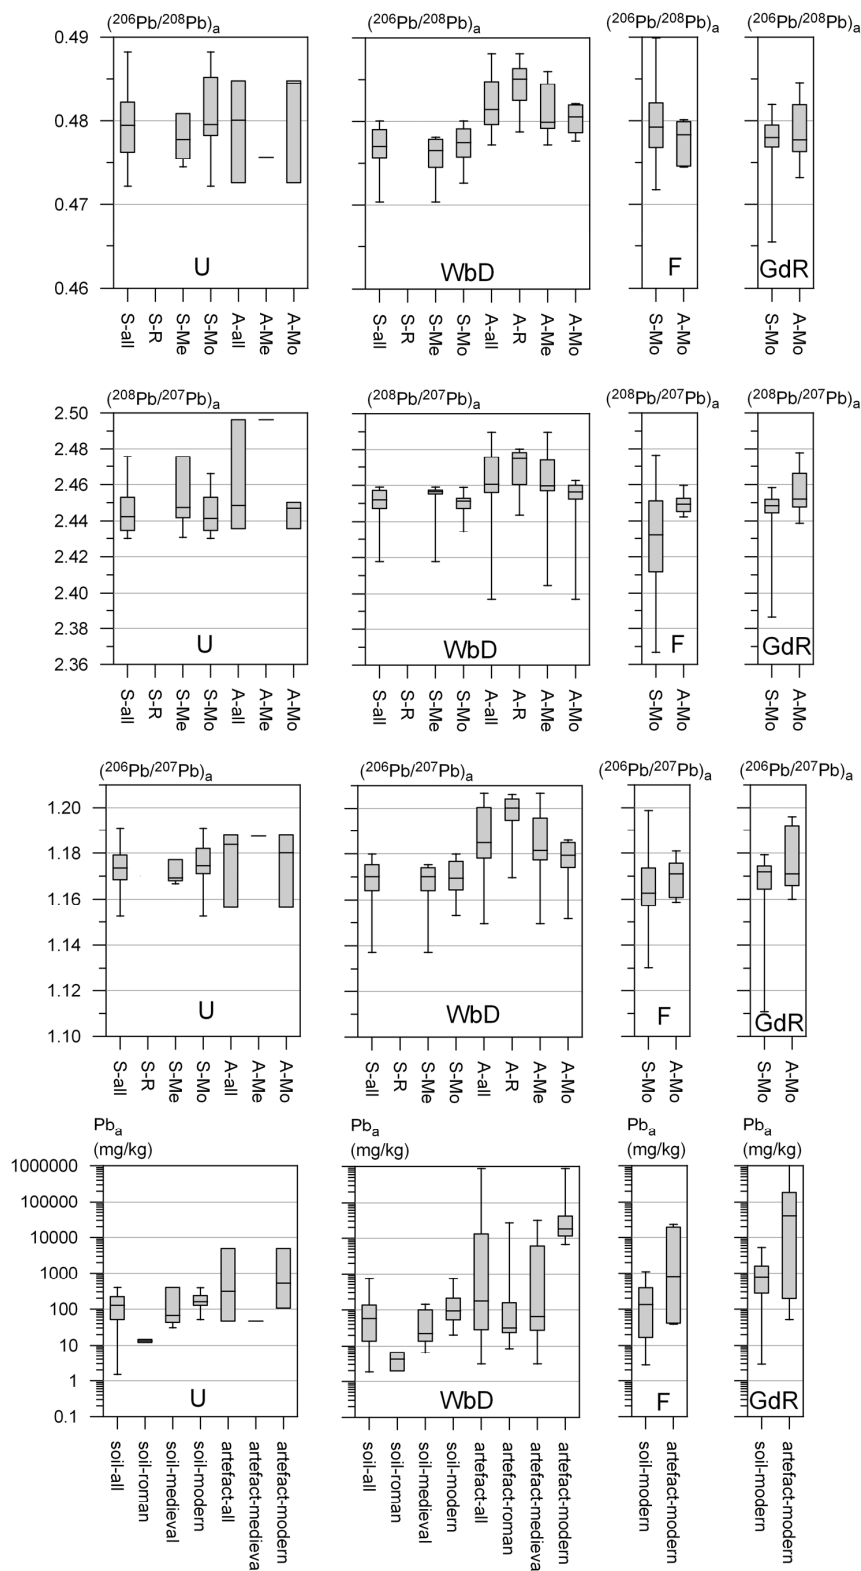 (206Pb/208Pb)a (206Pb/208Pb)a (206Pb/208Pb)a (206Pb/208Pb)a
0.49
0.48
0.47
0.46
U WbD F GdR
S-all S-R S-Me S-Mo A-all A-Me A-Mo S-all S-R S-Me S-Mo A-all A-R A-Me A-Mo S-Mo A-Mo S-Mo A-Mo
(208Pb/207Pb)a (208Pb/207Pb)a (208Pb/207Pb)a (208Pb/207Pb)a
2.50
2.48
2.46
2.44
2.42
2.40
2.38
2.36
U WbD F GdR
S-all S-R S-Me S-Mo A-all A-Me A-Mo S-all S-R S-Me S-Mo A-all A-R A-Me A-Mo S-Mo A-Mo S-Mo A-Mo
(206Pb/207Pb)a (206Pb/207Pb)a (206Pb/207Pb)a (206Pb/207Pb)a
1.20
1.18
1.16
1.14
1.12
1.10
U WbD F GdR
S-all S-R S-Me S-Mo A-all A-Me A-Mo S-all S-R S-Me S-Mo A-all A-R A-Me A-Mo S-Mo A-Mo S-Mo A-Mo
Pba Pba Pba Pba
(mg/kg) (mg/kg) (mg/kg) (mg/kg)
1000000
100000
10000
1000
100
10
1
0.1
U WbD F GdR
soil-all soil-roman soil-medieval soil-modern artefact-all artefact-medieva artefact-modern soil-all soil-roman soil-medieval soil-modern artefact-all artefact-roman artefact-medieva artefact-modern soil-modern artefact-modern soil-modern artefact-modern